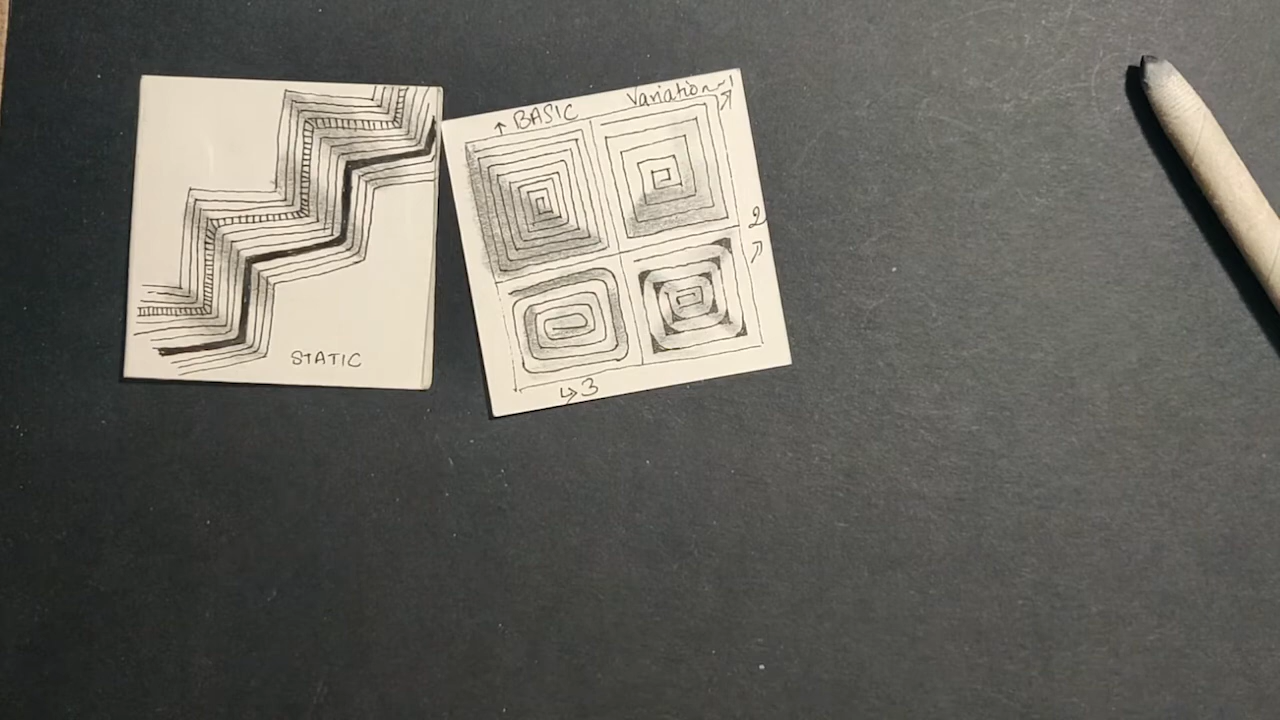 STATIC
↑ BASIC
Variation-1
2
↳ 3